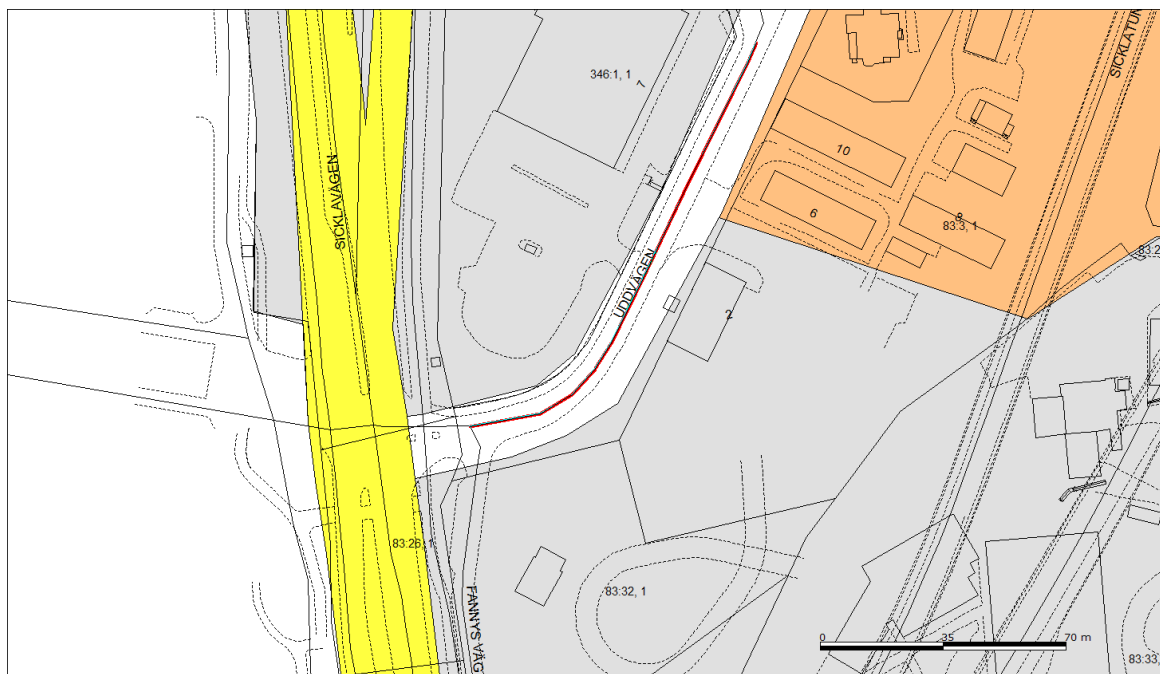 346:1, 1
7
SICKLATUN
SICKLAVÄGEN
10
6
8
83:3, 1
83:2
UDDVÄGEN
2
83:26, 1
83:32, 1
FANNYS VÄG
0 35 70 m
83:33,